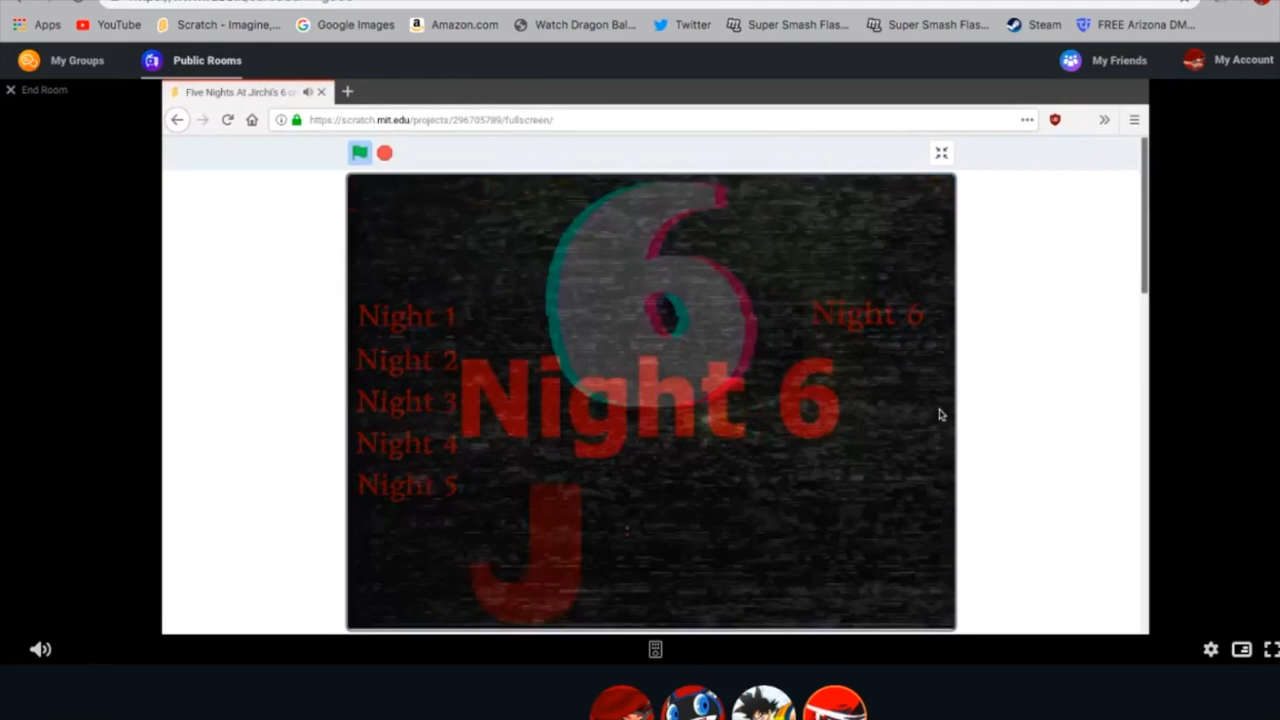 Apps
YouTube
Scratch - Imagine,...
Google Images
Amazon.com
Watch Dragon Bal...
Twitter
Super Smash Flas...
Super Smash Flas...
Steam
FREE Arizona DM...
My Groups
Public Rooms
My Friends
My Account
End Room
Five Nights At Jirchi's 6 on
https://scratch.mit.edu/projects/296705789/fullscreen/
6
Night 1
Night 6
Night 2
Night 6
Night 3
Night 4
Night 5
J